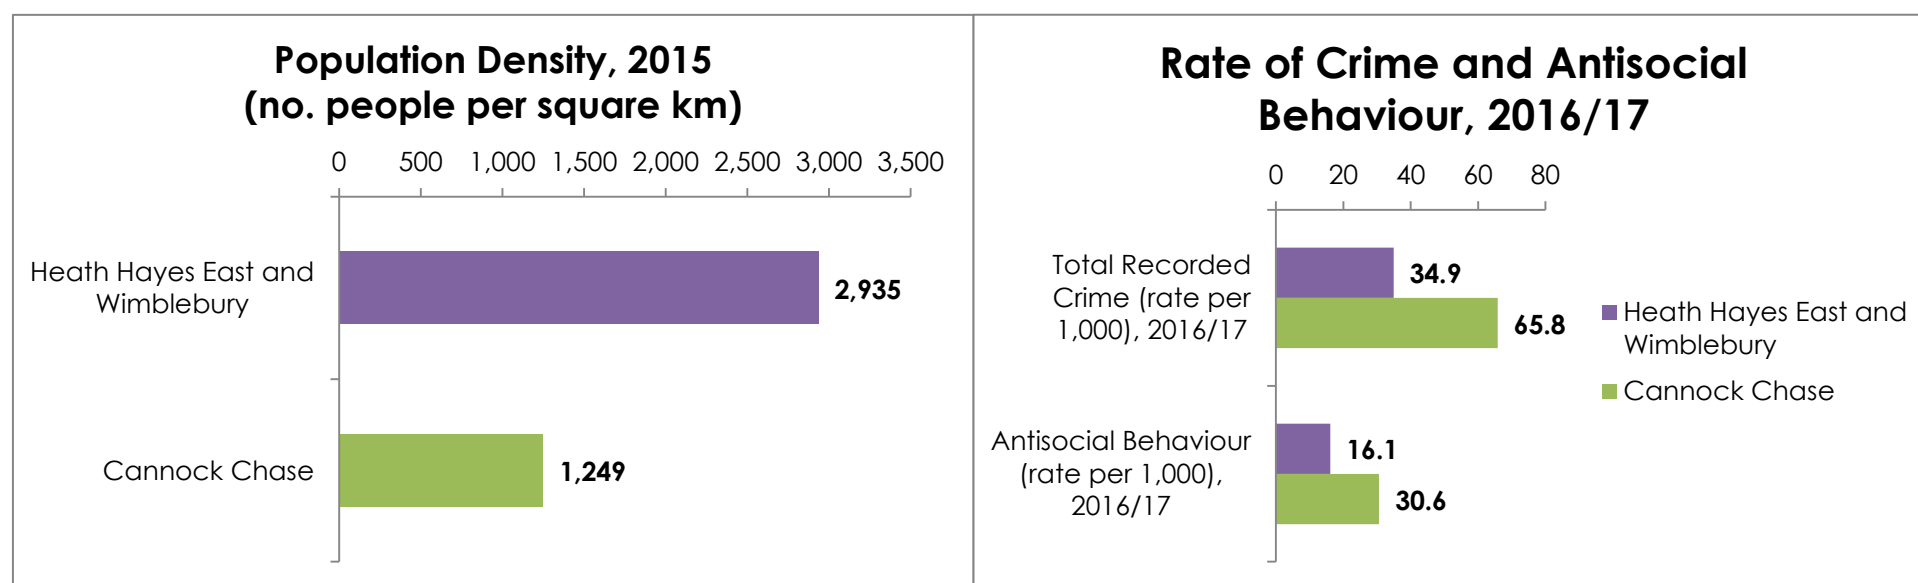 Population Density, 2015
(no. people per square km)
0 500 1,000 1,500 2,000 2,500 3,000 3,500
Heath Hayes East and
Wimblebury
2,935
Cannock Chase
1,249
Rate of Crime and Antisocial
Behaviour, 2016/17
0 20 40 60 80
Total Recorded
Crime (rate per
1,000), 2016/17
34.9
65.8
Antisocial Behaviour
(rate per 1,000),
2016/17
16.1
30.6
Heath Hayes East and
Wimblebury
Cannock Chase